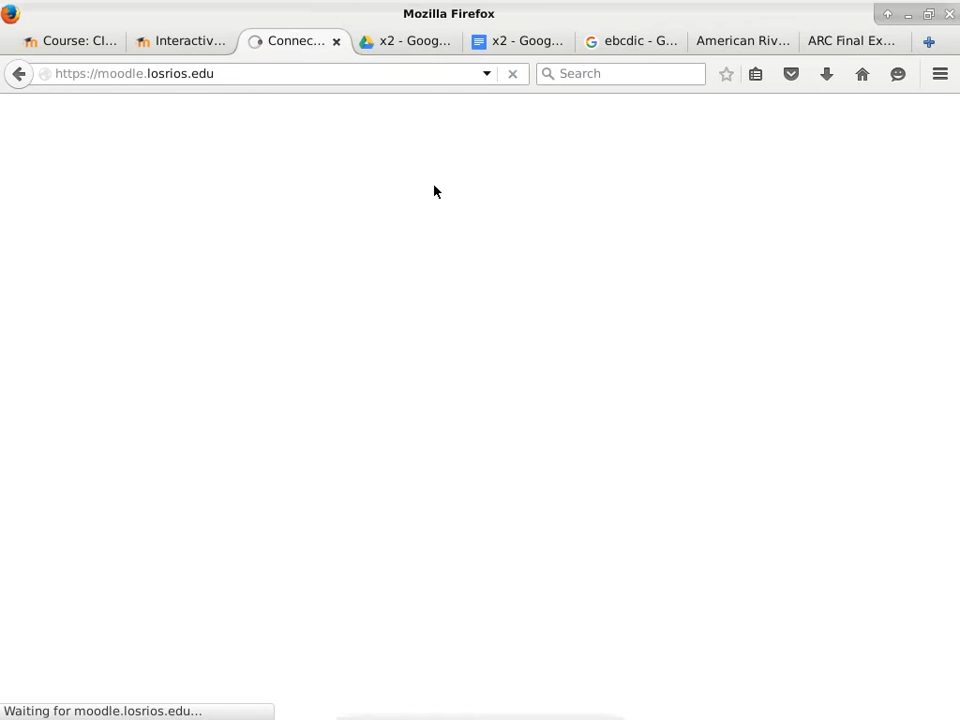 Mozilla Firefox
Course: CI...
Interactiv...
Connec...
x2 - Goog...
x2 - Goog...
ebcdic - G...
American Riv...
ARC Final Ex...
https://moodle.losrios.edu
Search
Waiting for moodle.losrios.edu...